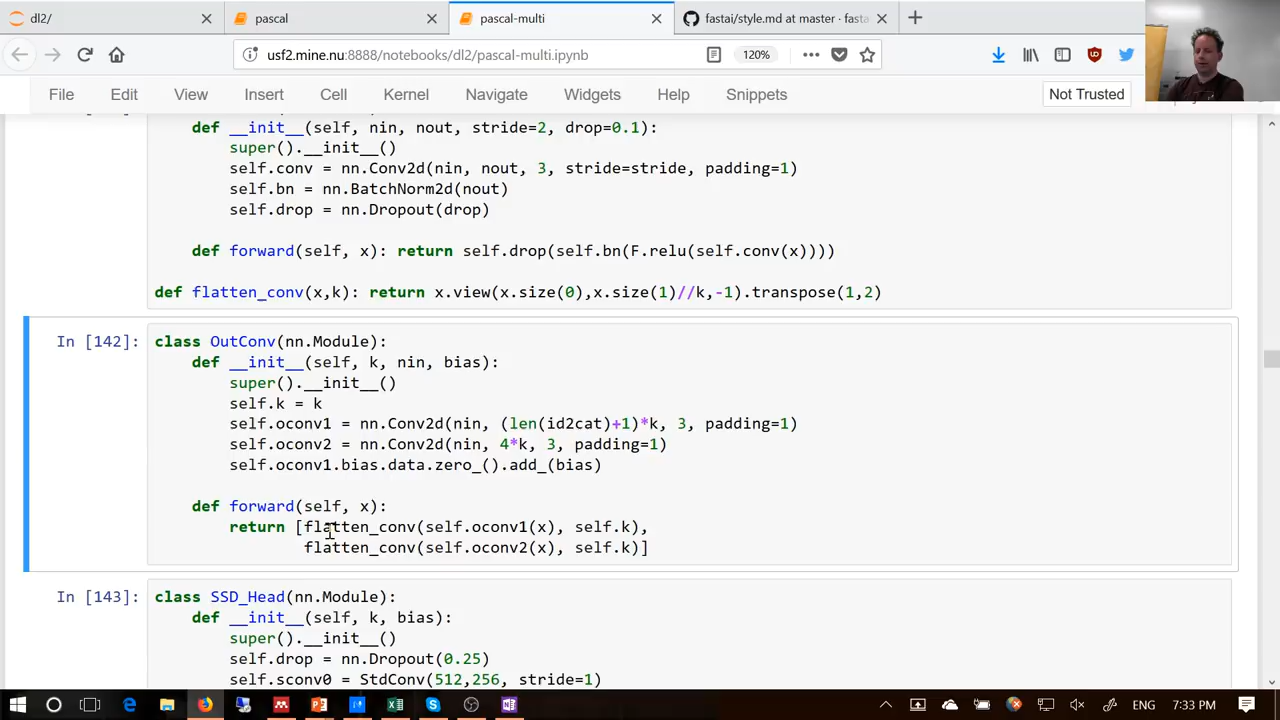 dl2/
pascal
pascal-multi
fastai/style.md at master · fasta
usf2.mine.nu:8888/notebooks/dl2/pascal-multi.ipynb
120%
File Edit View Insert Cell Kernel Navigate Widgets Help Snippets
Not Trusted
def __init__(self, nin, nout, stride=2, drop=0.1):
super().__init__()
self.conv = nn.Conv2d(nin, nout, 3, stride=stride, padding=1)
self.bn = nn.BatchNorm2d(nout)
self.drop = nn.Dropout(drop)
def forward(self, x): return self.drop(self.bn(F.relu(self.conv(x))))
def flatten_conv(x,k): return x.view(x.size(0),x.size(1)//k,-1).transpose(1,2)
In [142]:
class OutConv(nn.Module):
def __init__(self, k, nin, bias):
super().__init__()
self.k = k
self.oconv1 = nn.Conv2d(nin, (len(id2cat)+1)*k, 3, padding=1)
self.oconv2 = nn.Conv2d(nin, 4*k, 3, padding=1)
self.oconv1.bias.data.zero_().add_(bias)
def forward(self, x):
return [flatten_conv(self.oconv1(x), self.k),
flatten_conv(self.oconv2(x), self.k)]
In [143]:
class SSD_Head(nn.Module):
def __init__(self, k, bias):
super().__init__()
self.drop = nn.Dropout(0.25)
self.sconv0 = StdConv(512,256, stride=1)
ENG
7:33 PM